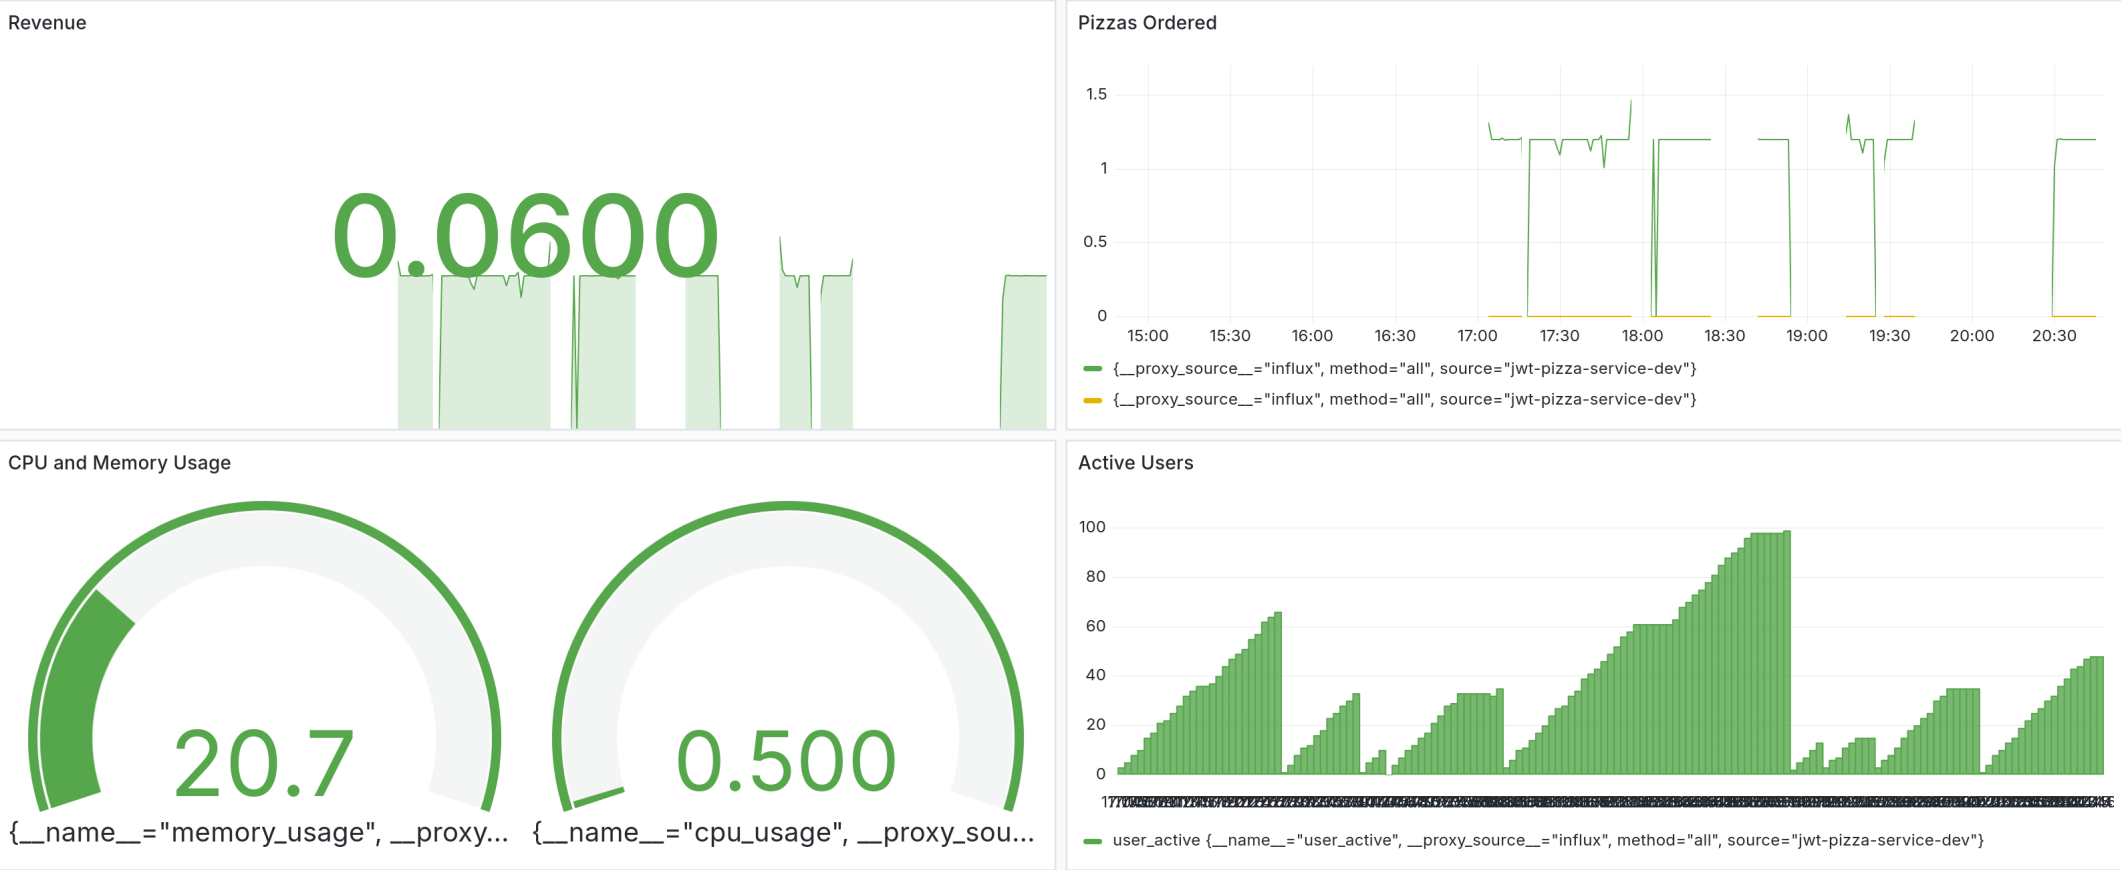 Revenue
0.0600
Pizzas Ordered
1.5
1
0.5
0
15:00 15:30 16:00 16:30 17:00 17:30 18:00 18:30 19:00 19:30 20:00 20:30
{__proxy_source__="influx", method="all", source="jwt-pizza-service-dev"}
{__proxy_source__="influx", method="all", source="jwt-pizza-service-dev"}
CPU and Memory Usage
20.7
{__name__="memory_usage", __proxy...
0.500
{__name__="cpu_usage", __proxy_sou...
Active Users
100
80
60
40
20
0
user_active {__name__="user_active", __proxy_source__="influx", method="all", source="jwt-pizza-service-dev"}